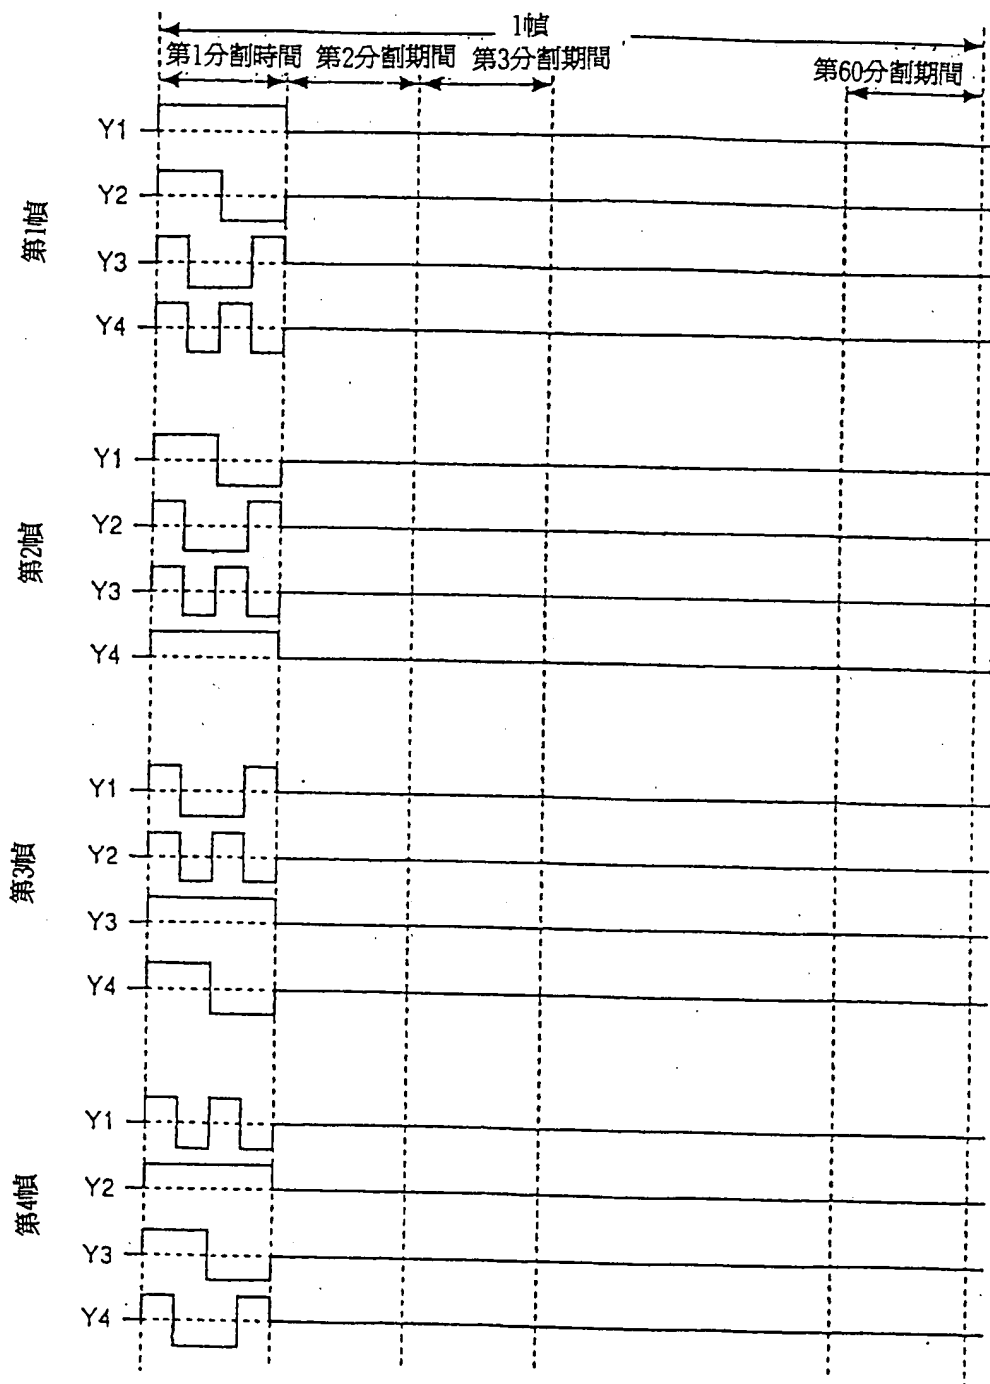 1幀
第1分割時間 第2分割期間 第3分割期間
第60分割期間
第1幀
Y1
Y2
Y3
Y4
第2幀
Y1
Y2
Y3
Y4
第3幀
Y1
Y2
Y3
Y4
第4幀
Y1
Y2
Y3
Y4